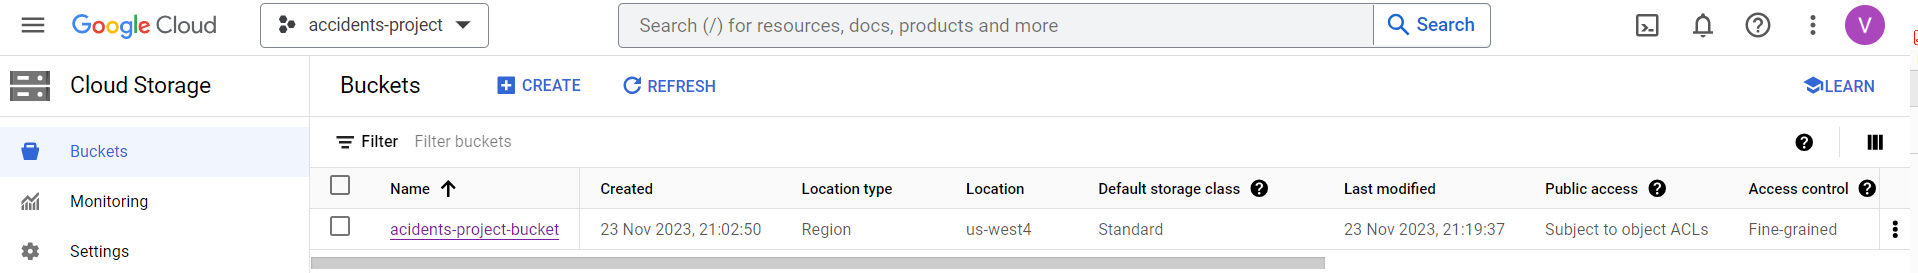 Google Cloud
accidents-project
Search (/) for resources, docs, products and more
Search
V
Cloud Storage
Buckets
CREATE
REFRESH
LEARN
Buckets
Monitoring
Settings
Filter Filter buckets
Name Created Location type Location Default storage class Last modified Public access Access control
acidents-project-bucket 23 Nov 2023, 21:02:50 Region us-west4 Standard 23 Nov 2023, 21:19:37 Subject to object ACLs Fine-grained